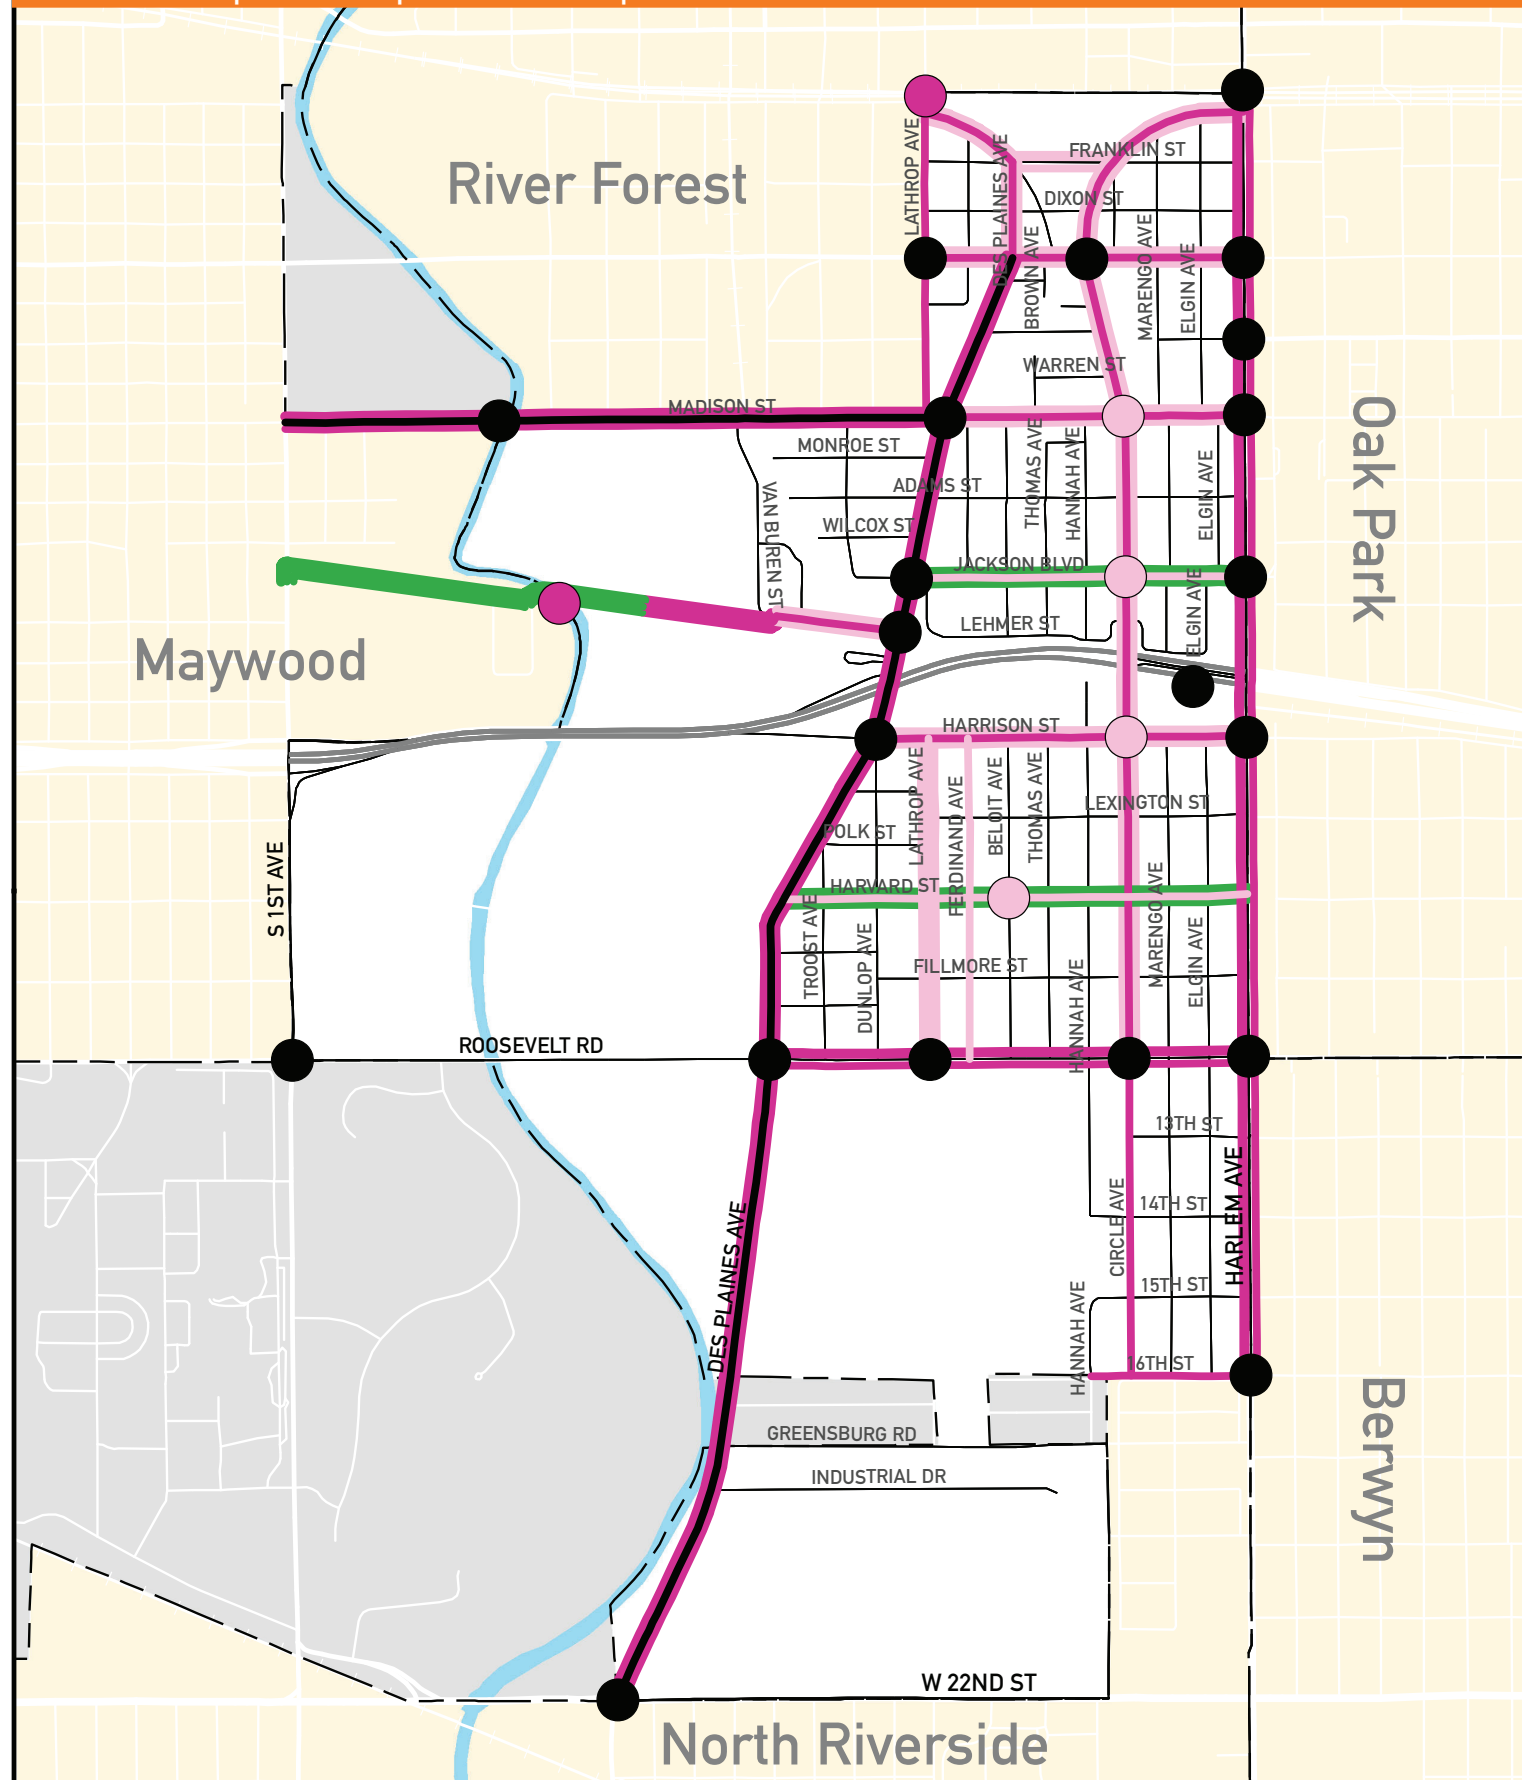 LATHROP AVE
DES PLAINES AVE
FRANKLIN ST
River Forest
DIXON ST
BROWN AVE
MARENGO AVE
ELGIN AVE
WARREN ST
MADISON ST
Oak Park
MONROE ST
THOMAS AVE
HANNAH AVE
ELGIN AVE
ADAMS ST
VAN BUREN ST
WILCOX ST
JACKSON BLVD
ELGIN AVE
LEHMER ST
Maywood
HARRISON ST
LATHROP AVE
FERDINAND AVE
BELOIT AVE
THOMAS AVE
LEXINGTON ST
POLK ST
S 1ST AVE
HARVARD ST
MARENGO AVE
TROOST AVE
DUNLOP AVE
ELGIN AVE
FILLMORE ST
HANNAH AVE
ROOSEVELT RD
13TH ST
HARLEM AVE
CIRCLE AVE
14TH ST
DES PLAINES AVE
15TH ST
HANNAH AVE
16TH ST
Berwyn
GREENSBURG RD
INDUSTRIAL DR
W 22ND ST
North Riverside